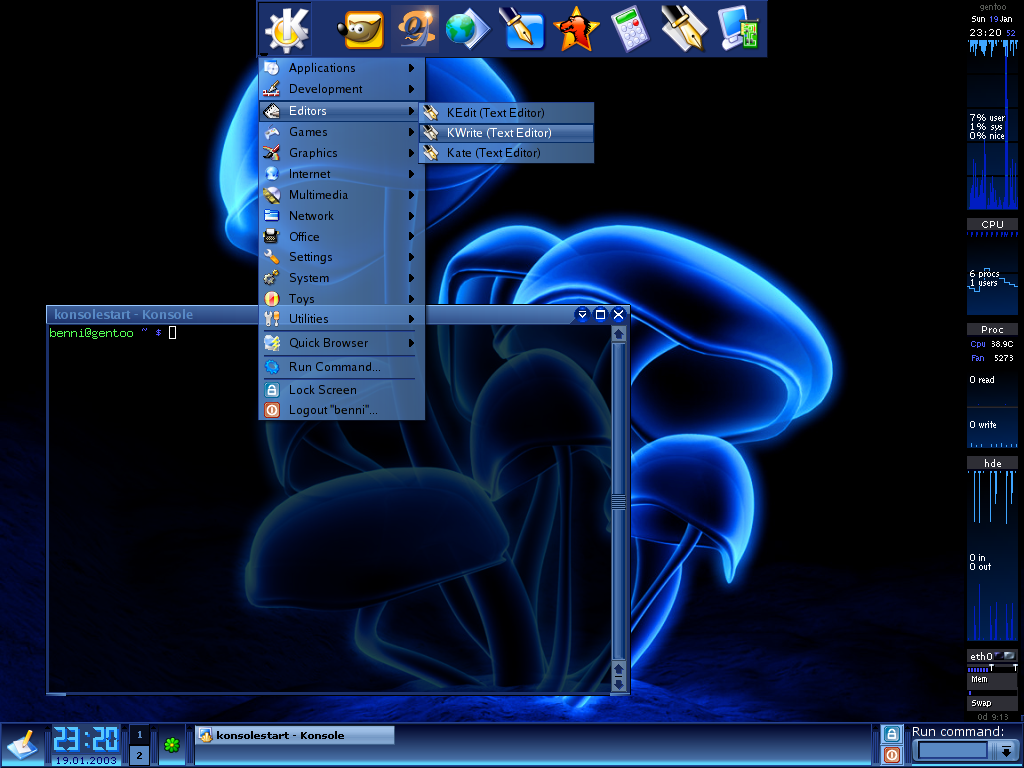 Applications
Development
Editors
Games
Graphics
Internet
Multimedia
Network
Office
Settings
System
Toys
Utilities
Quick Browser
Run Command...
Lock Screen
Logout "benni"...
KEdit (Text Editor)
KWrite (Text Editor)
Kate (Text Editor)
konsolestart - Konsole
benni@gentoo ~ $
gentoo
Sun 19 Jan
23:20 52
7% user
1% sys
0% nice
CPU
6 procs
1 users
Proc
Cpu 38.9C
Fan 5273
0 read
0 write
hde
0 in
0 out
eth0
Mem
Swap
0d 9:13
23:20
19.01.2003
1
2
konsolestart - Konsole
Run command: